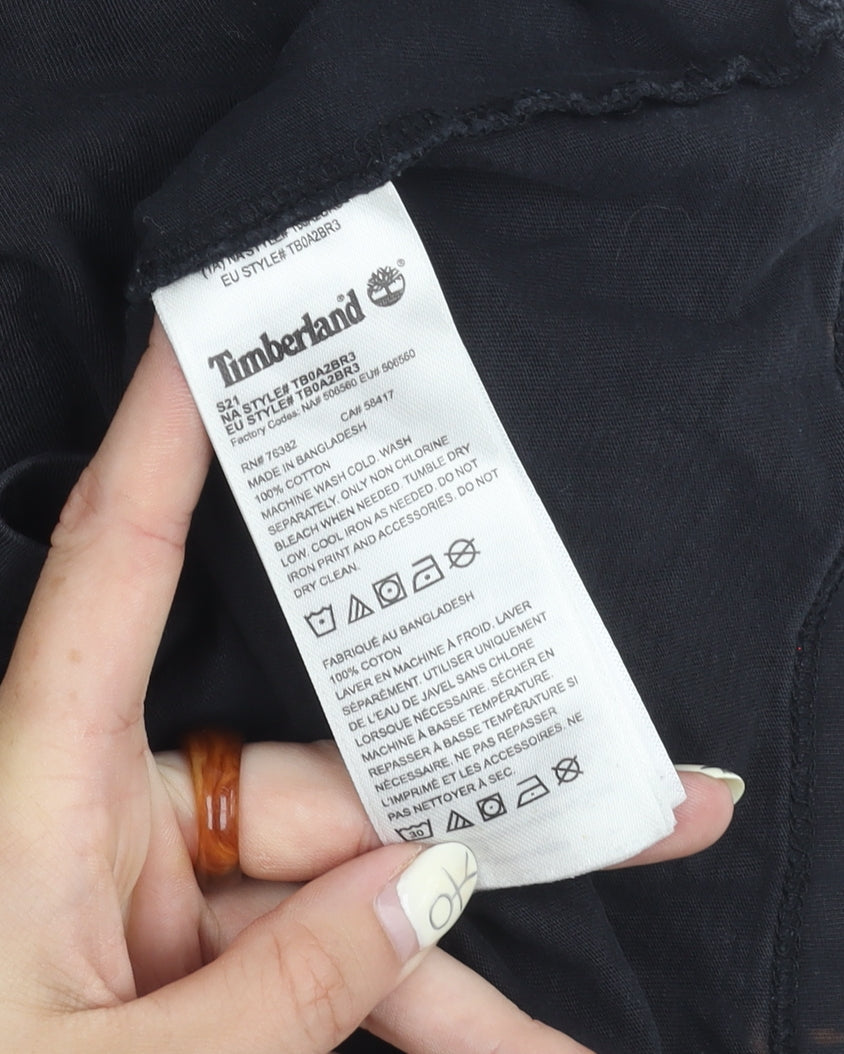 EU STYLE# TB0A2BR3
Timberland®
®
S21
NA STYLE# TB0A2BR3
EU STYLE# TB0A2BR3
Factory Codes: NA# 506560 EU# 506560
CA# 58417
RN# 76382
MADE IN BANGLADESH
100% COTTON
MACHINE WASH COLD. WASH
SEPARATELY. ONLY NON CHLORINE
BLEACH WHEN NEEDED. TUMBLE DRY
LOW. COOL IRON AS NEEDED. DO NOT
IRON PRINT AND ACCESSORIES. DO NOT
DRY CLEAN.
FABRIQUÉ AU BANGLADESH
100% COTON
LAVER EN MACHINE À FROID. LAVER
SÉPARÉMENT. UTILISER UNIQUEMENT
DE L'EAU DE JAVEL SANS CHLORE
LORSQUE NÉCESSAIRE. SÉCHER EN
MACHINE À BASSE TEMPÉRATURE.
REPASSER À BASSE TEMPÉRATURE SI
NÉCESSAIRE. NE PAS REPASSER
L'IMPRIMÉ ET LES ACCESSOIRES. NE
PAS NETTOYER À SEC.
30
ok